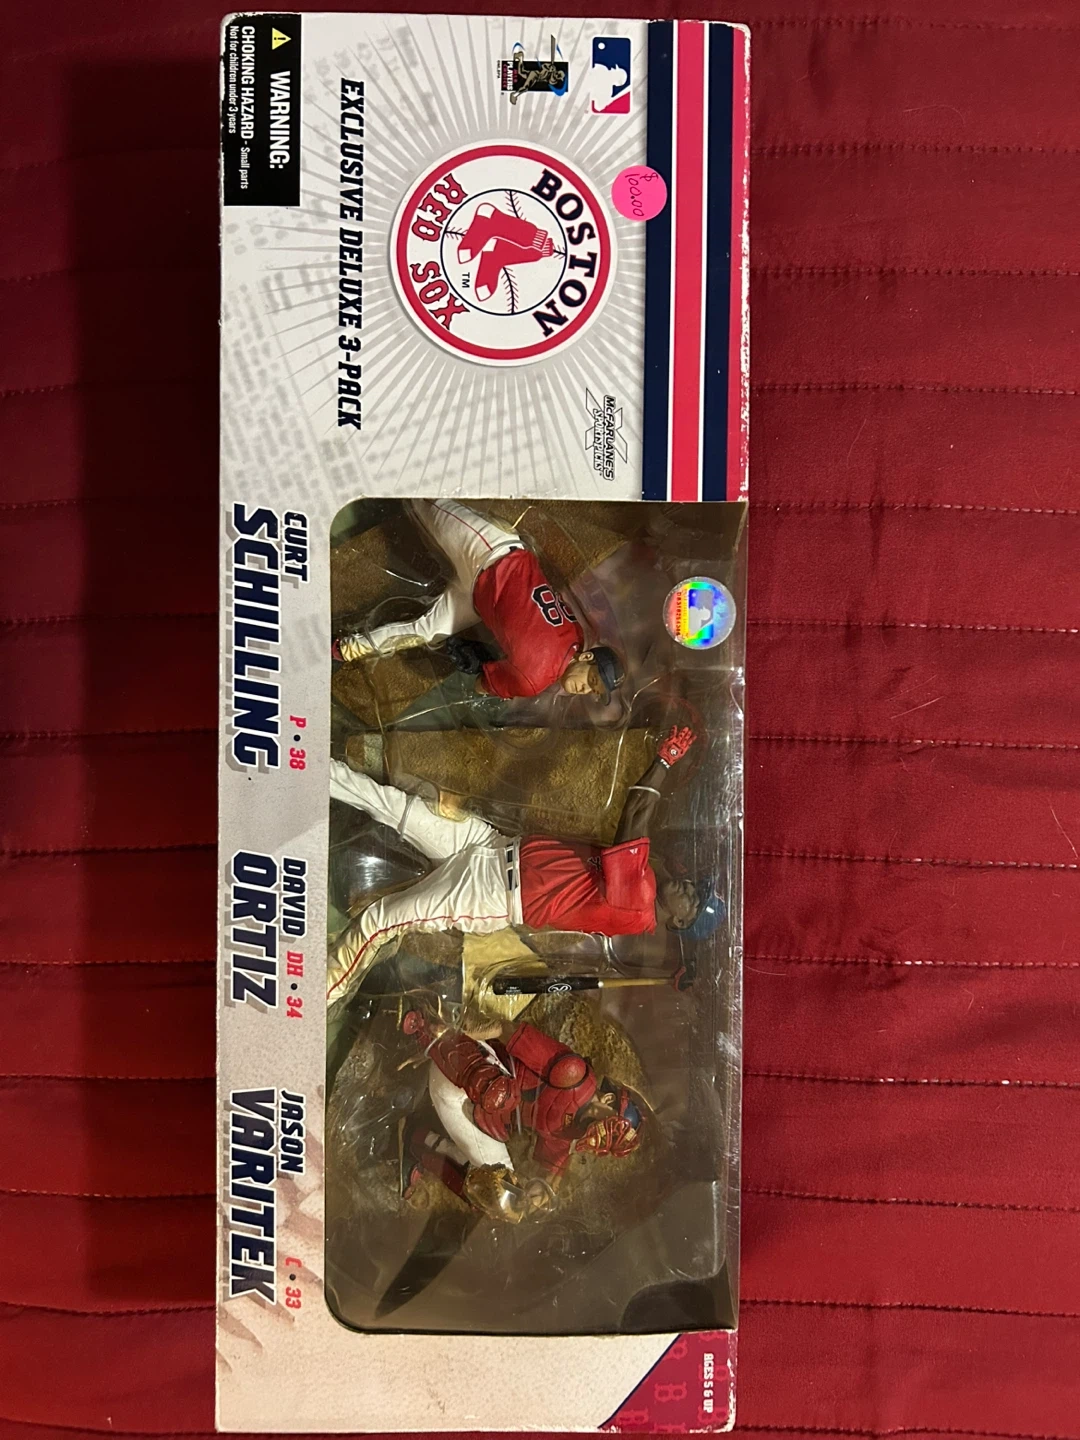 WARNING:
CHOKING HAZARD - Small parts
Not for children under 3 years
EXCLUSIVE DELUXE 3-PACK
BOSTON
RED SOX
TM
$
100.00
McFARLANE'S
SPORTSPICKS
CURT
SCHILLING
P • 38
DAVID
ORTIZ
DH • 34
JASON
VARITEK
C • 33
AGES 5 & UP